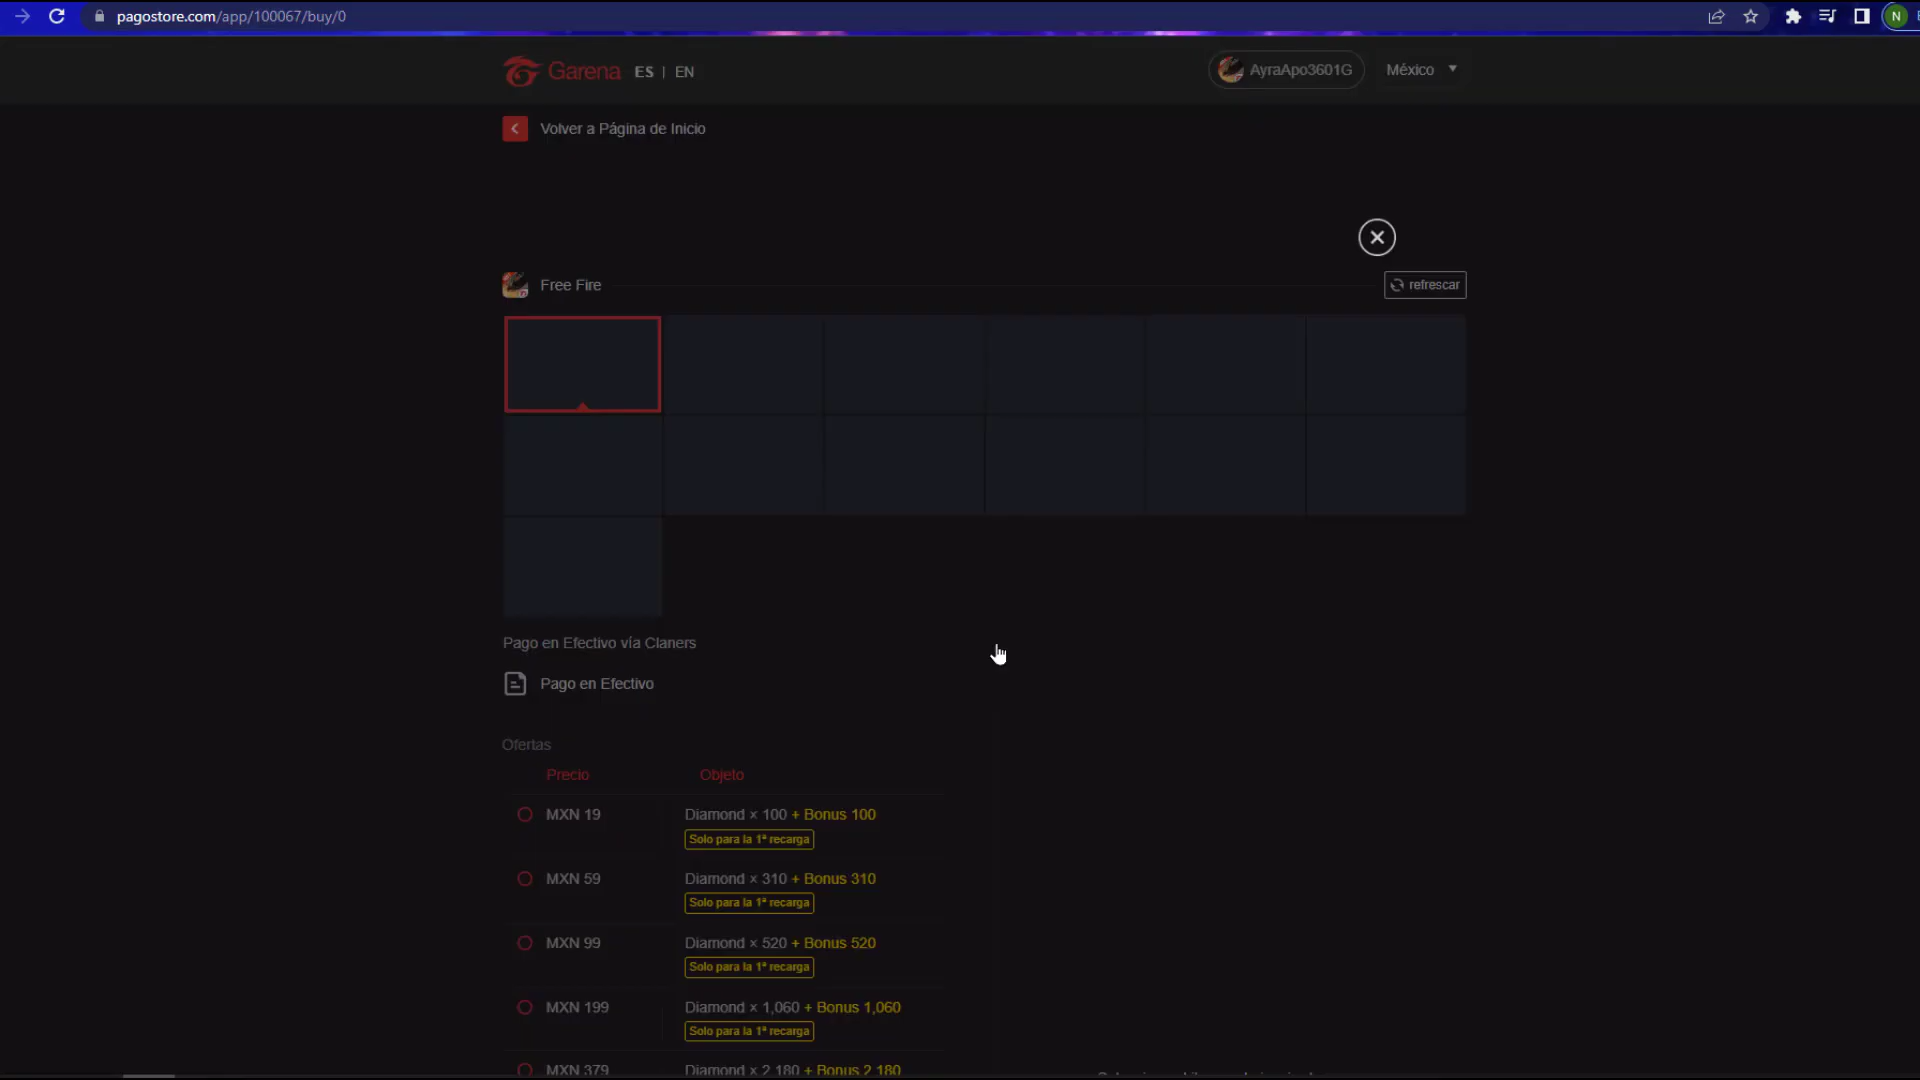 pagostore.com/app/100067/buy/0
N
Garena ES | EN
AyraApo3601G
México
Volver a Página de Inicio
Free Fire
refrescar
Pago en Efectivo vía Claners
Pago en Efectivo
Ofertas
Precio Objeto
MXN 19 Diamond × 100 + Bonus 100
Solo para la 1ª recarga
MXN 59 Diamond × 310 + Bonus 310
Solo para la 1ª recarga
MXN 99 Diamond × 520 + Bonus 520
Solo para la 1ª recarga
MXN 199 Diamond × 1,060 + Bonus 1,060
Solo para la 1ª recarga
MXN 379 Diamond × 2,180 + Bonus 2,180